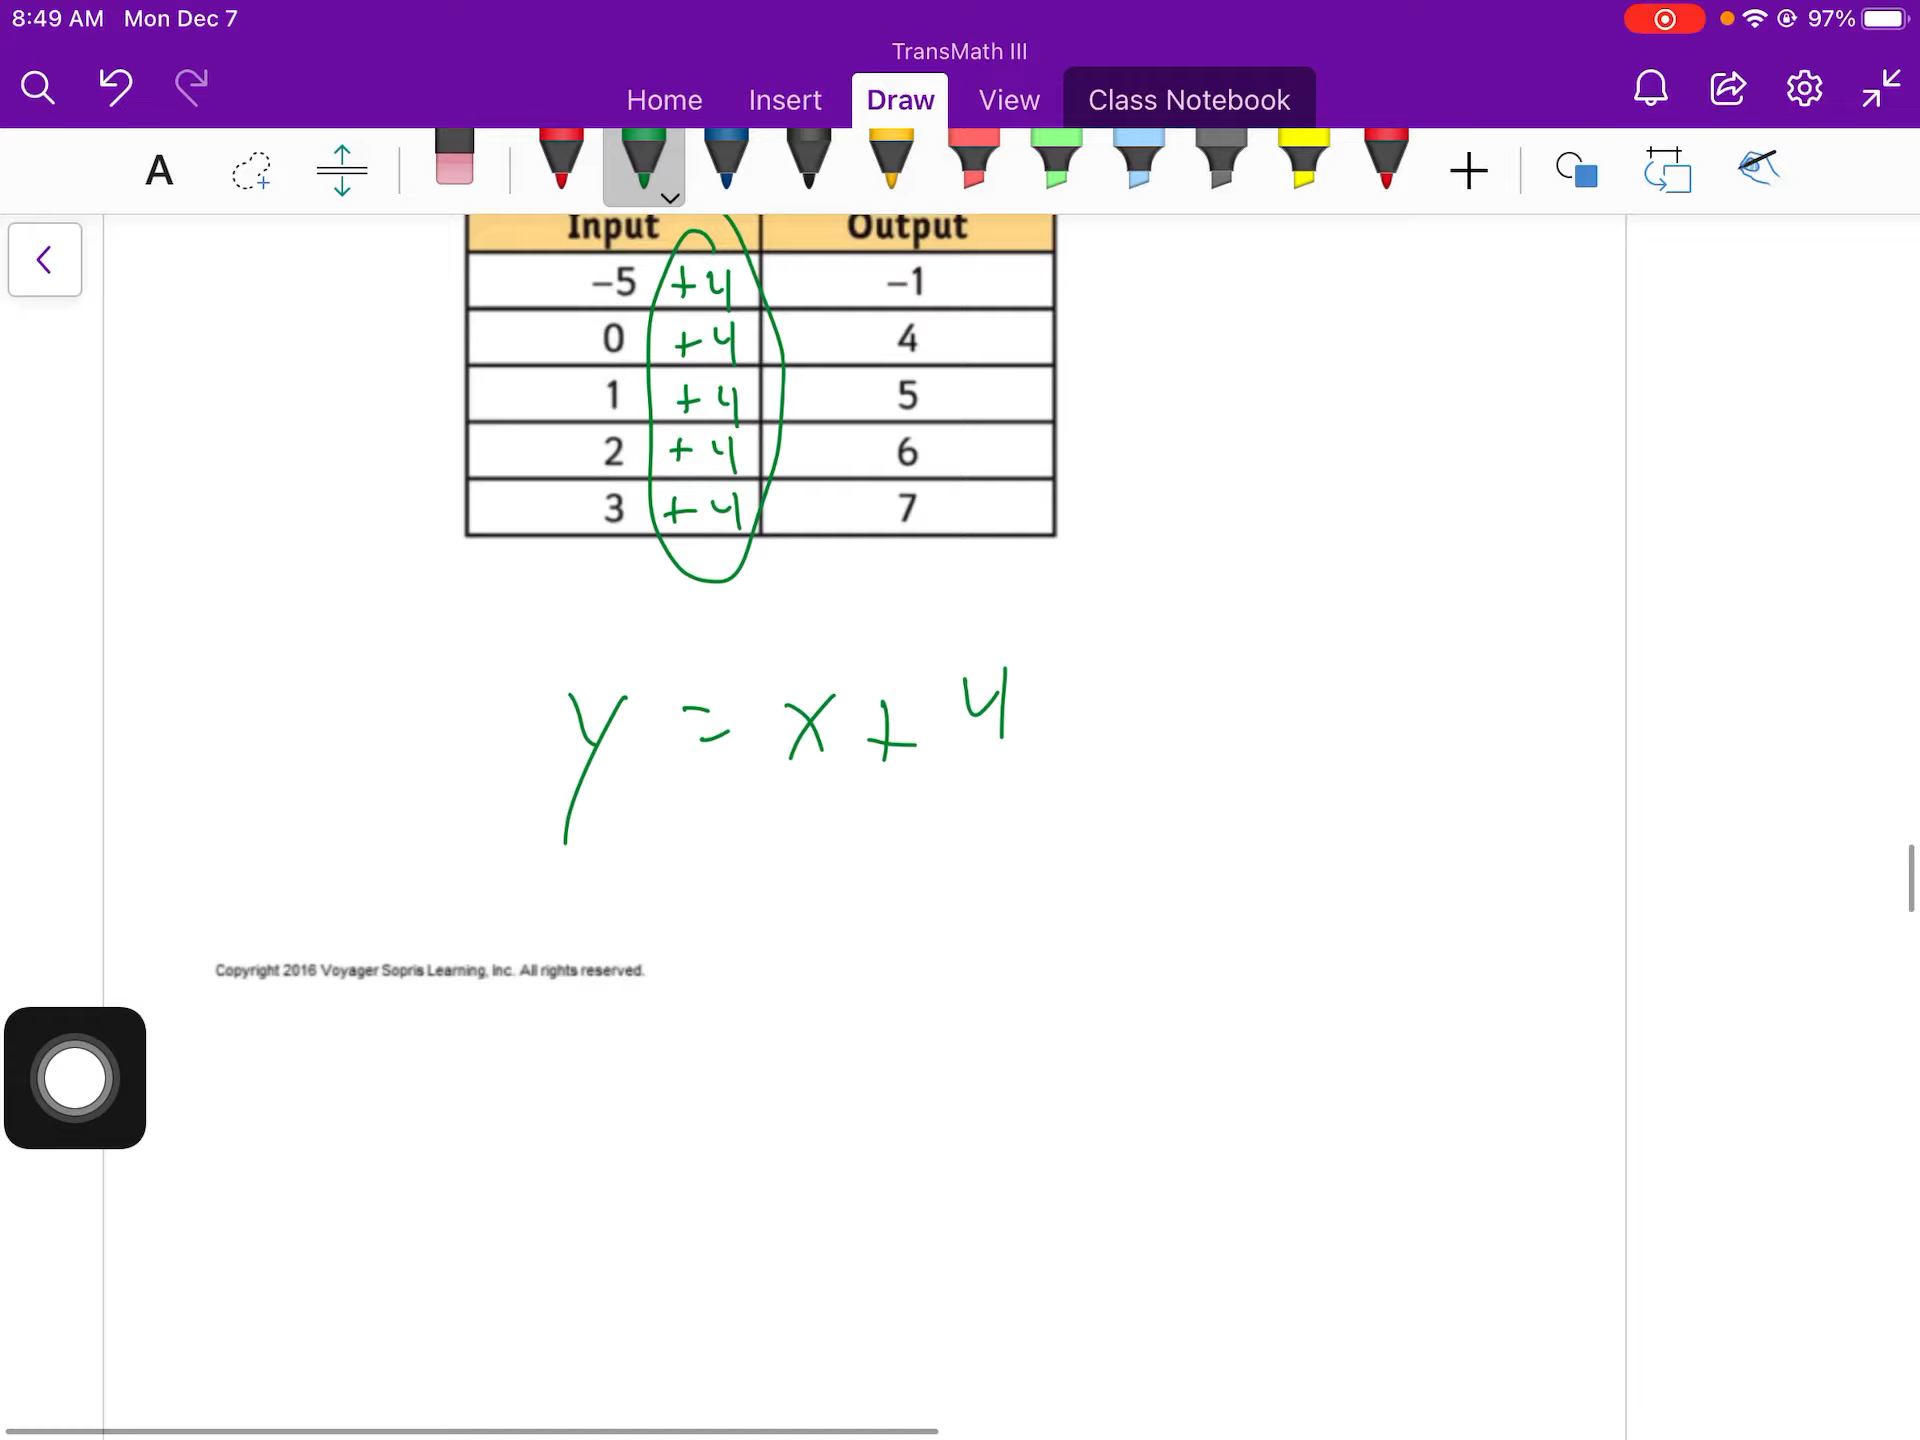 8:49 AM Mon Dec 7 97%
TransMath III
Home Insert Draw View Class Notebook
A
Input Output
−5 +4 −1
0 +4 4
1 +4 5
2 +4 6
3 +4 7
y = x + 4
Copyright 2016 Voyager Sopris Learning, Inc. All rights reserved.